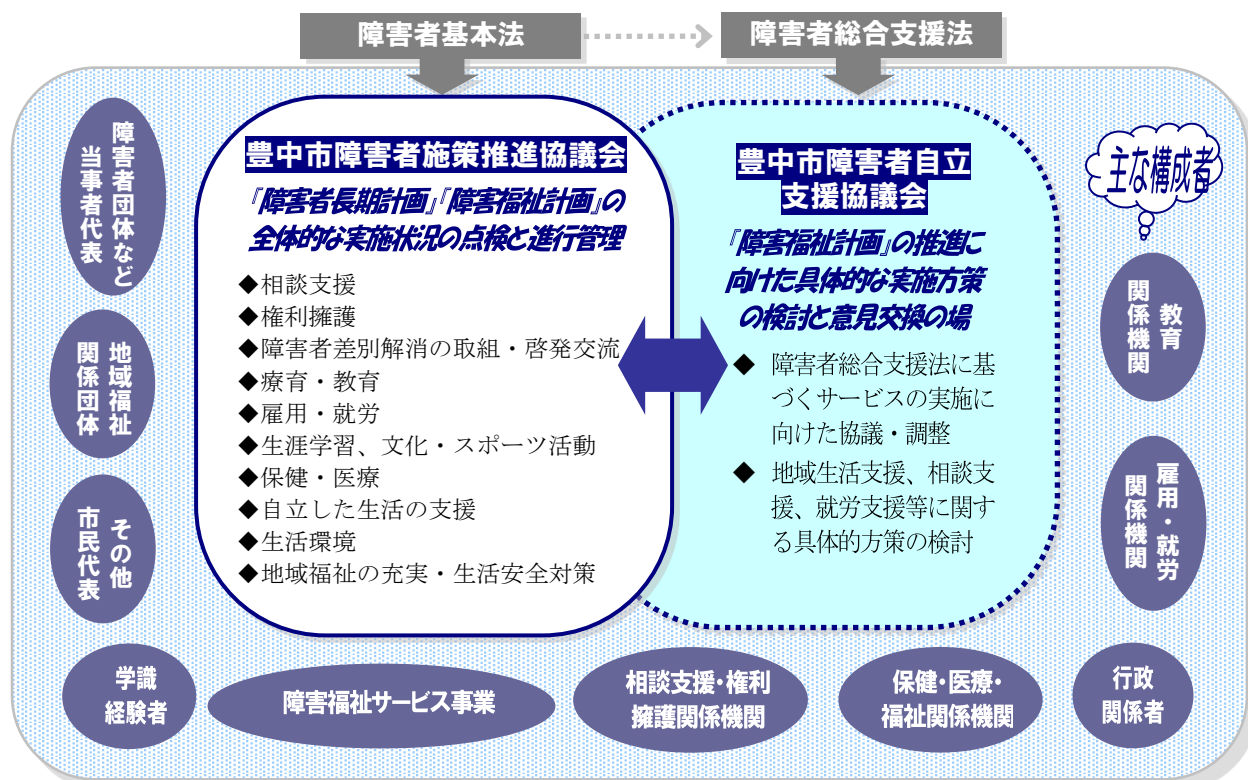 障害者基本法
障害者総合支援法
障害者団体など
当事者代表
地域福祉
関係団体
その他
市民代表
豊中市障害者施策推進協議会
『障害者長期計画』『障害福祉計画』の
全体的な実施状況の点検と進行管理
◆相談支援
◆権利擁護
◆障害者差別解消の取組・啓発交流
◆療育・教育
◆雇用・就労
◆生涯学習、文化・スポーツ活動
◆保健・医療
◆自立した生活の支援
◆生活環境
◆地域福祉の充実・生活安全対策
豊中市障害者自立
支援協議会
『障害福祉計画』の推進に
向けた具体的な実施方策
の検討と意見交換の場
◆ 障害者総合支援法に基
づくサービスの実施に
向けた協議・調整
◆ 地域生活支援、相談支
援、就労支援等に関す
る具体的方策の検討
主な構成者
教育
関係機関
雇用・就労
関係機関
学識
経験者
障害福祉サービス事業
相談支援・権利
擁護関係機関
保健・医療・
福祉関係機関
行政
関係者